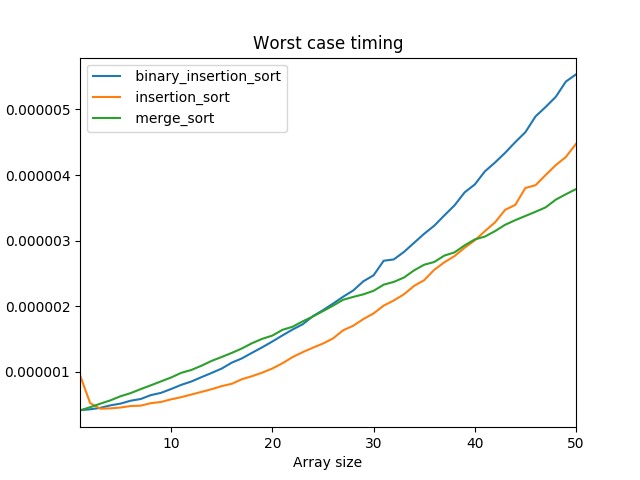 Worst case timing
binary_insertion_sort
insertion_sort
merge_sort
0.000005
0.000004
0.000003
0.000002
0.000001
10 20 30 40 50
Array size